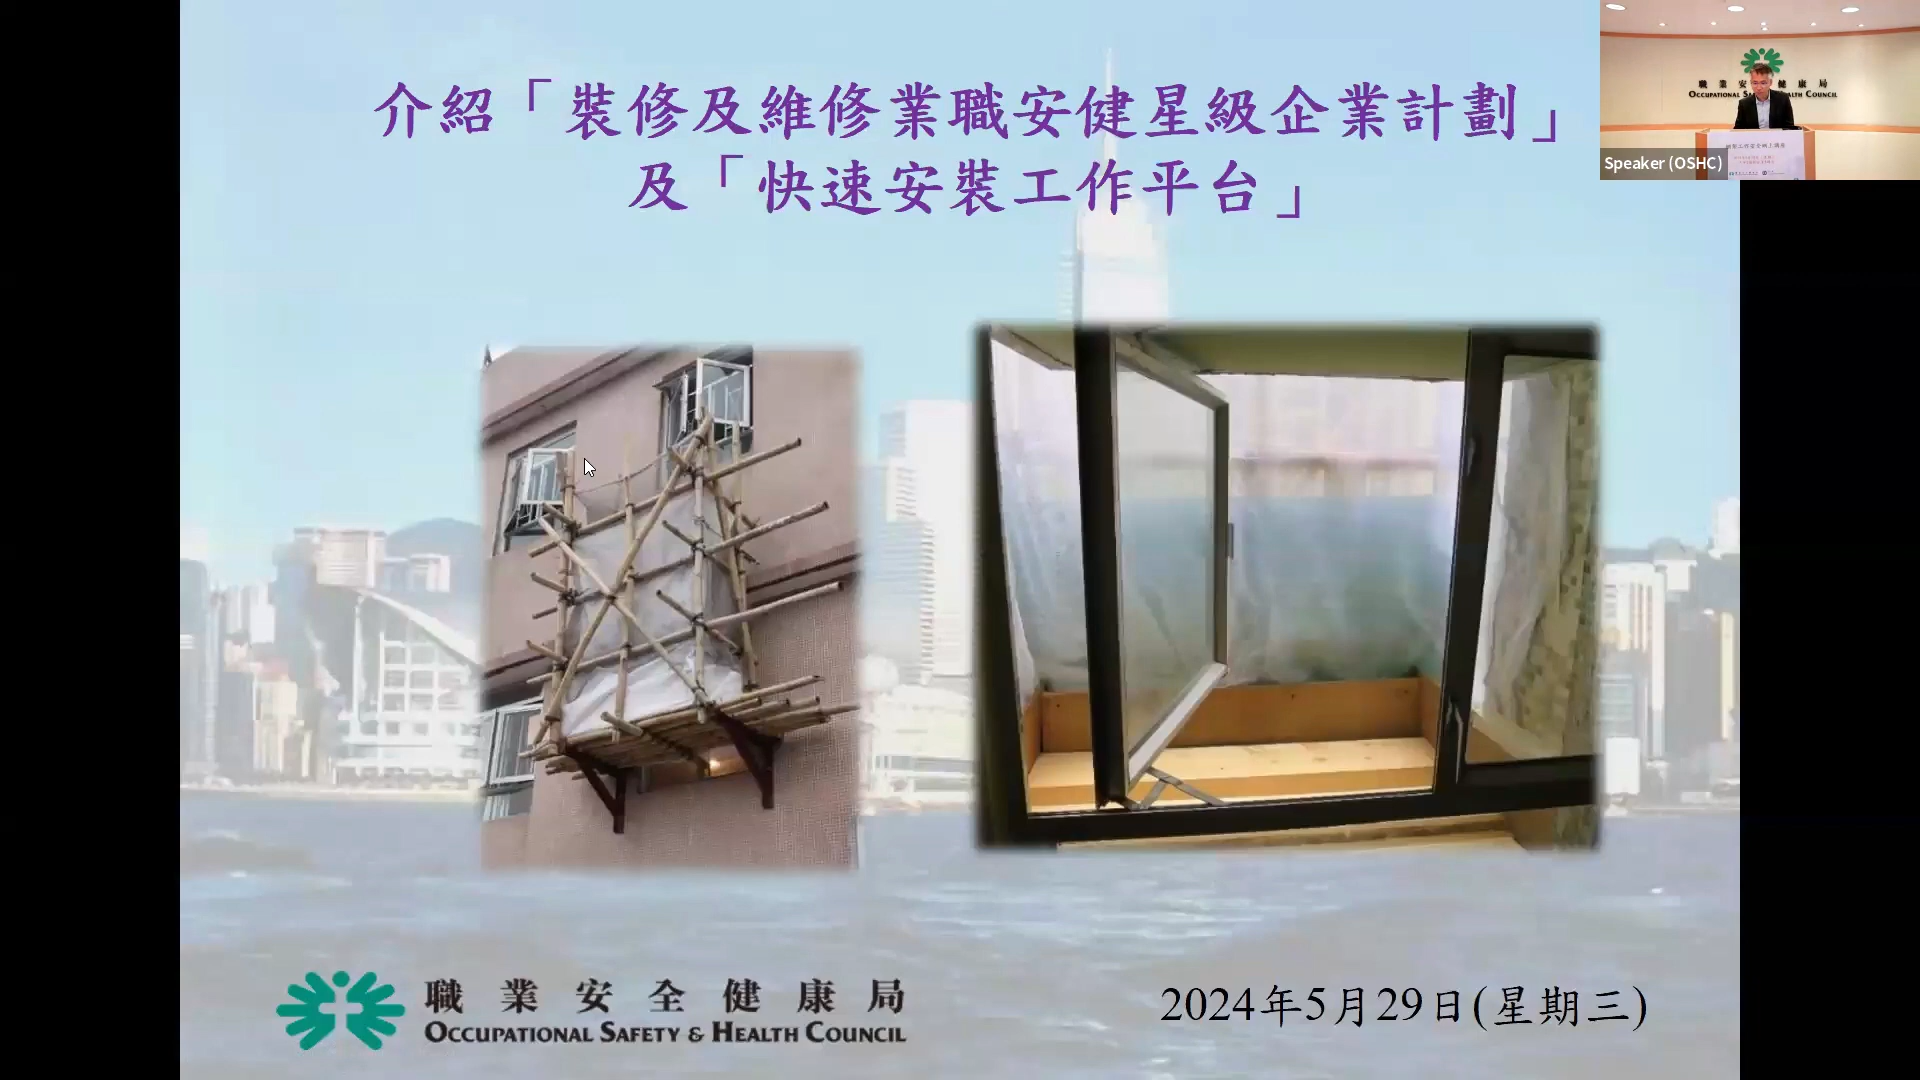 介紹「裝修及維修業職安健星級企業計劃」
及「快速安裝工作平台」
職業安全健康局
OCCUPATIONAL SAFETY & HEALTH COUNCIL
2024年5月29日(星期三)
Speaker (OSHC)